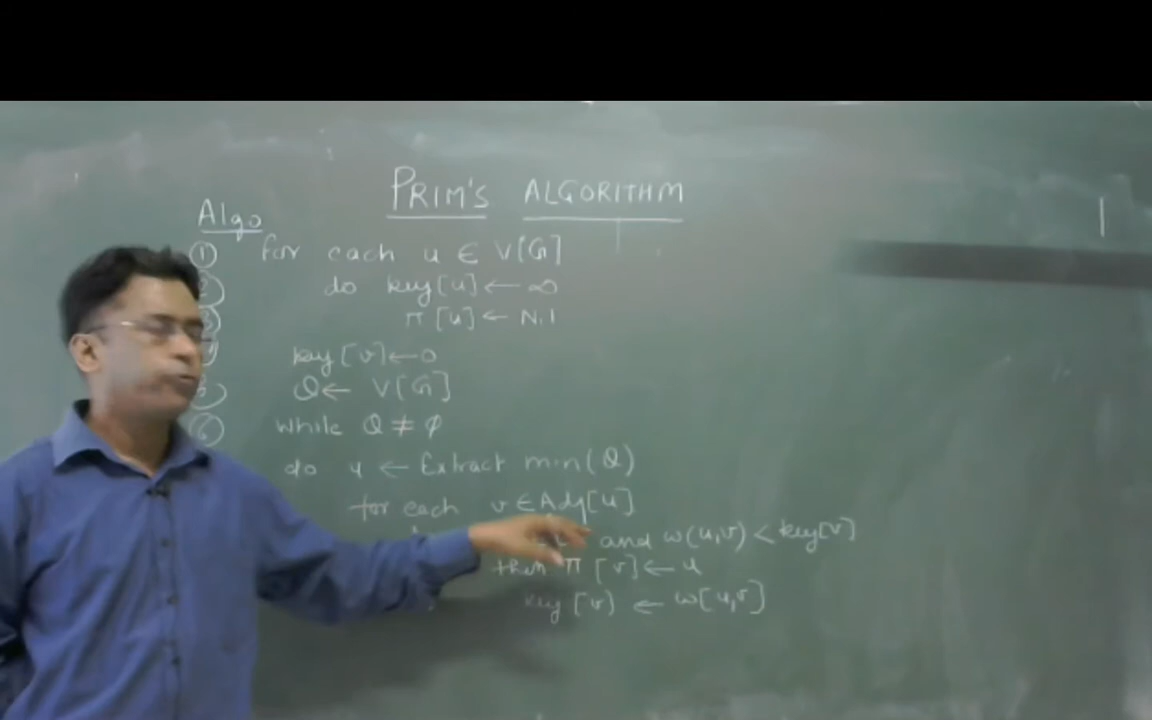 PRIM'S ALGORITHM
Algo
① for each u ∈ V[G]
do key[u] ← ∞
π[u] ← N.I
key[v] ← 0
Q ← V[G]
⑥ while Q ≠ φ
do u ← Extract min(Q)
for each v ∈ Adj[u]
and w(u,v) < key[v]
then π[v] ← u
key[v) ← w[u,v]